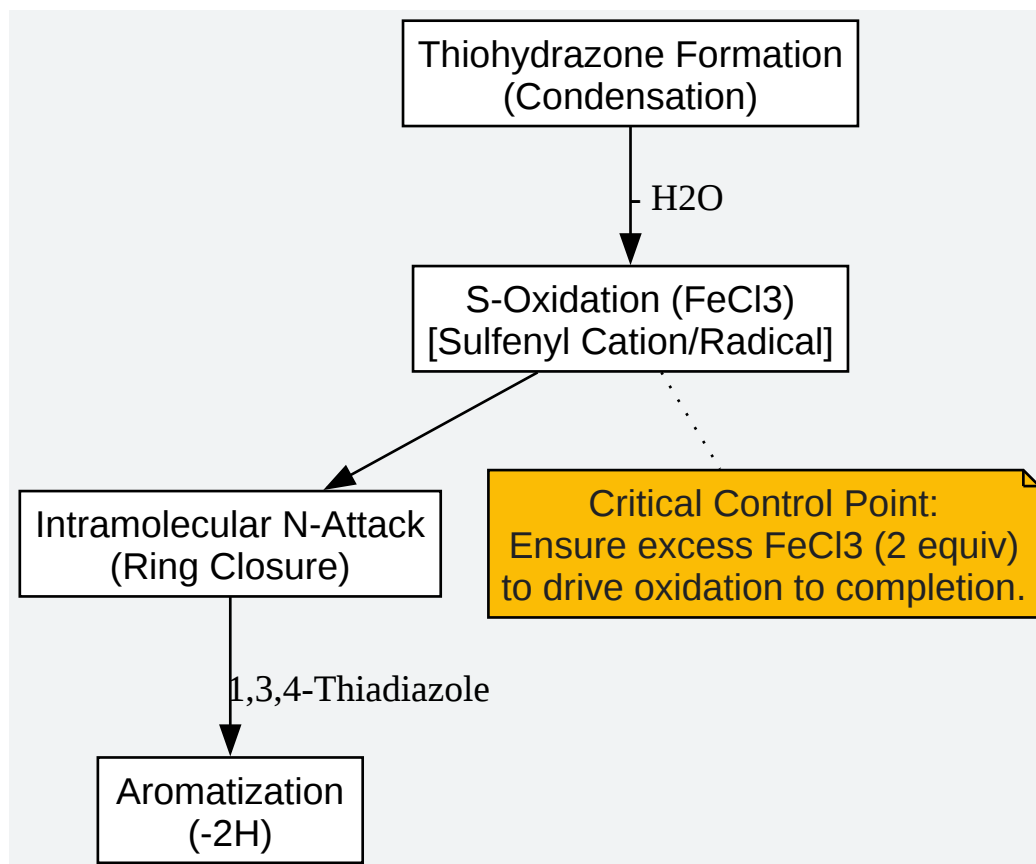 Thiohydrazone Formation
(Condensation)
- H2O
S-Oxidation (FeCl3)
[Sulfenyl Cation/Radical]
Intramolecular N-Attack
(Ring Closure)
Critical Control Point:
Ensure excess FeCl3 (2 equiv)
to drive oxidation to completion.
1,3,4-Thiadiazole
Aromatization
(-2H)